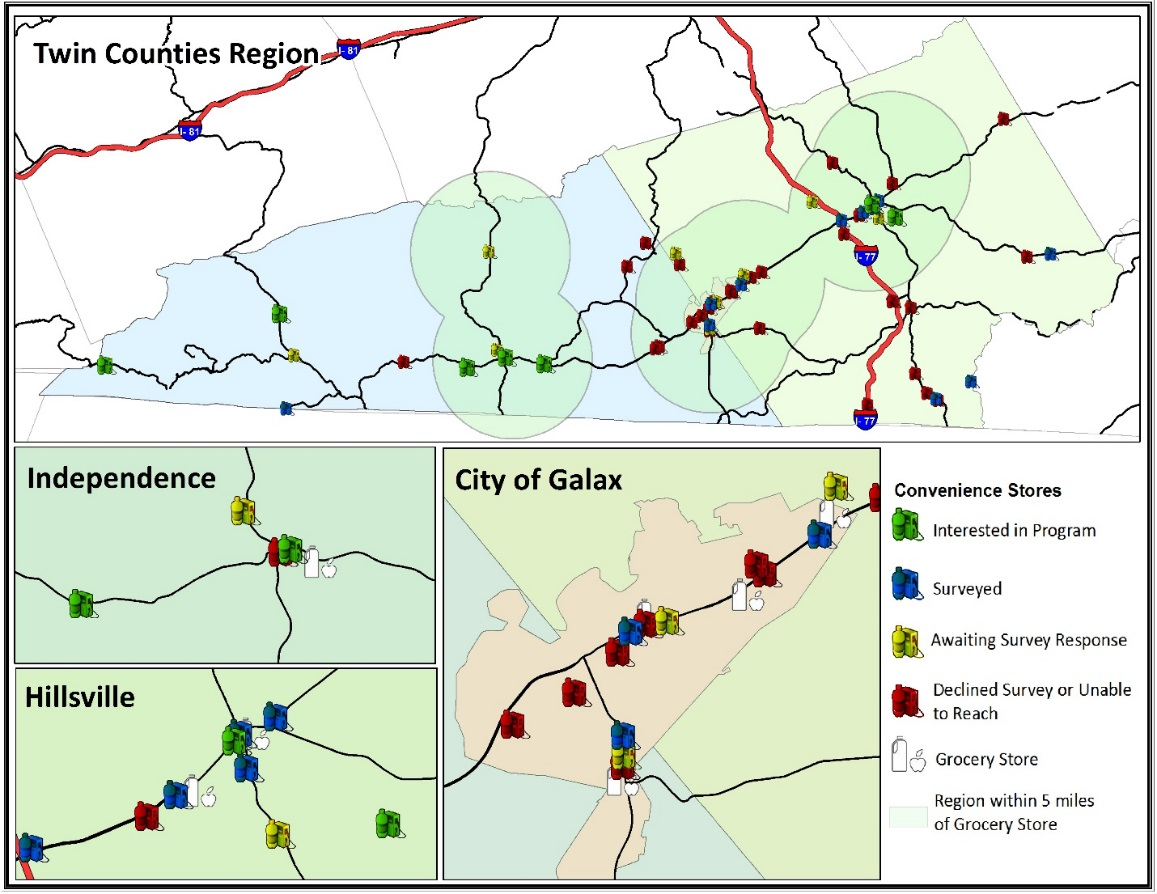 Twin Counties Region
I-81
I-81
I-77
I-77
Independence
Hillsville
City of Galax
Convenience Stores
Interested in Program
Surveyed
Awaiting Survey Response
Declined Survey or Unable
to Reach
Grocery Store
Region within 5 miles
of Grocery Store